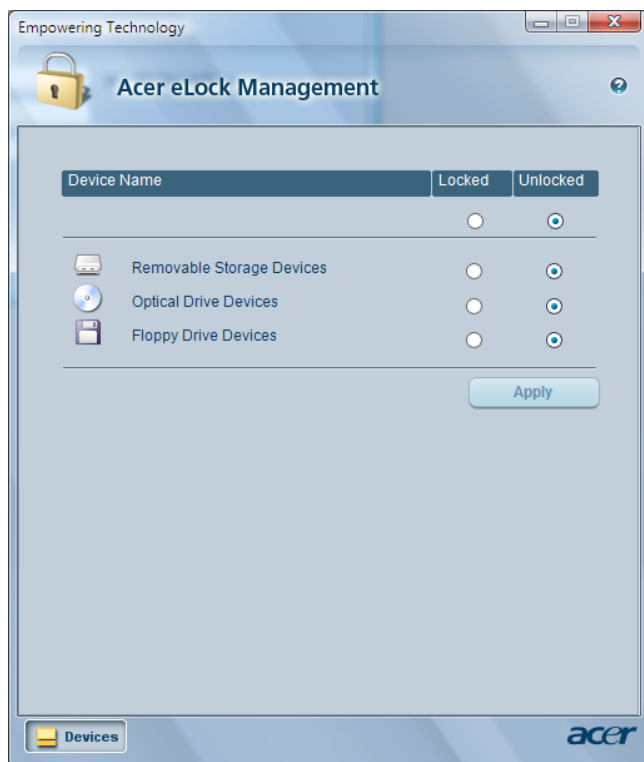 Empowering Technology
Acer eLock Management
Device Name Locked Unlocked
Removable Storage Devices
Optical Drive Devices
Floppy Drive Devices
Apply
Devices
acer